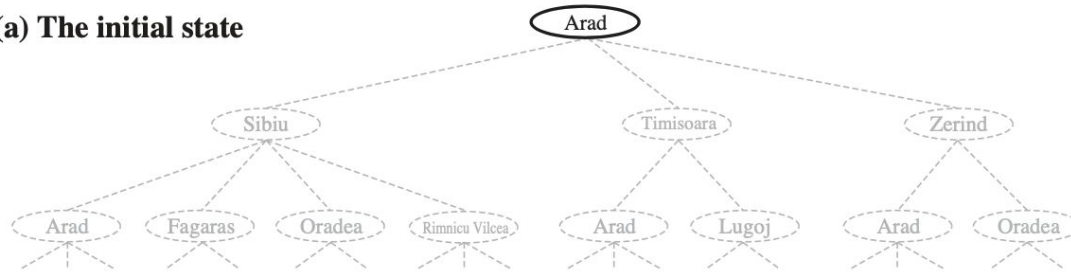 (a) The initial state
Arad
Sibiu
Timisoara
Zerind
Arad
Fagaras
Oradea
Rimnicu Vilcea
Arad
Lugoj
Arad
Oradea